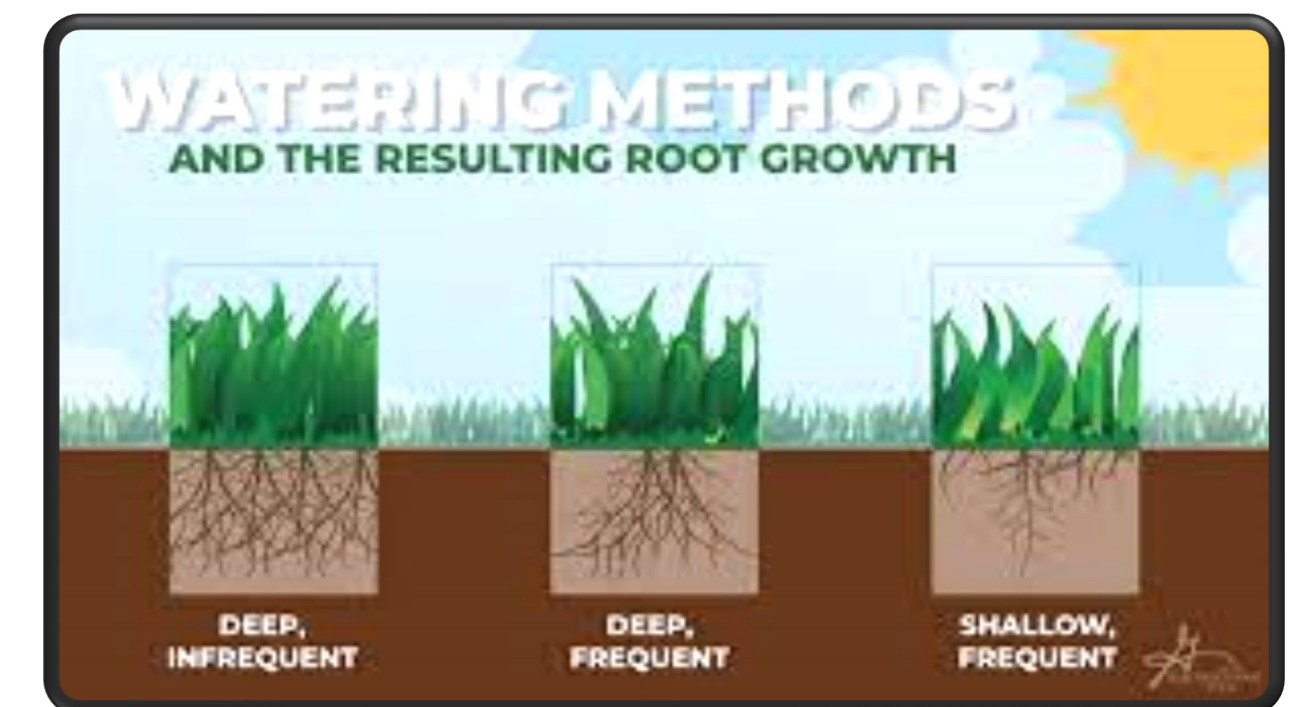 WATERING METHODS
AND THE RESULTING ROOT GROWTH
DEEP,
INFREQUENT
DEEP,
FREQUENT
SHALLOW,
FREQUENT